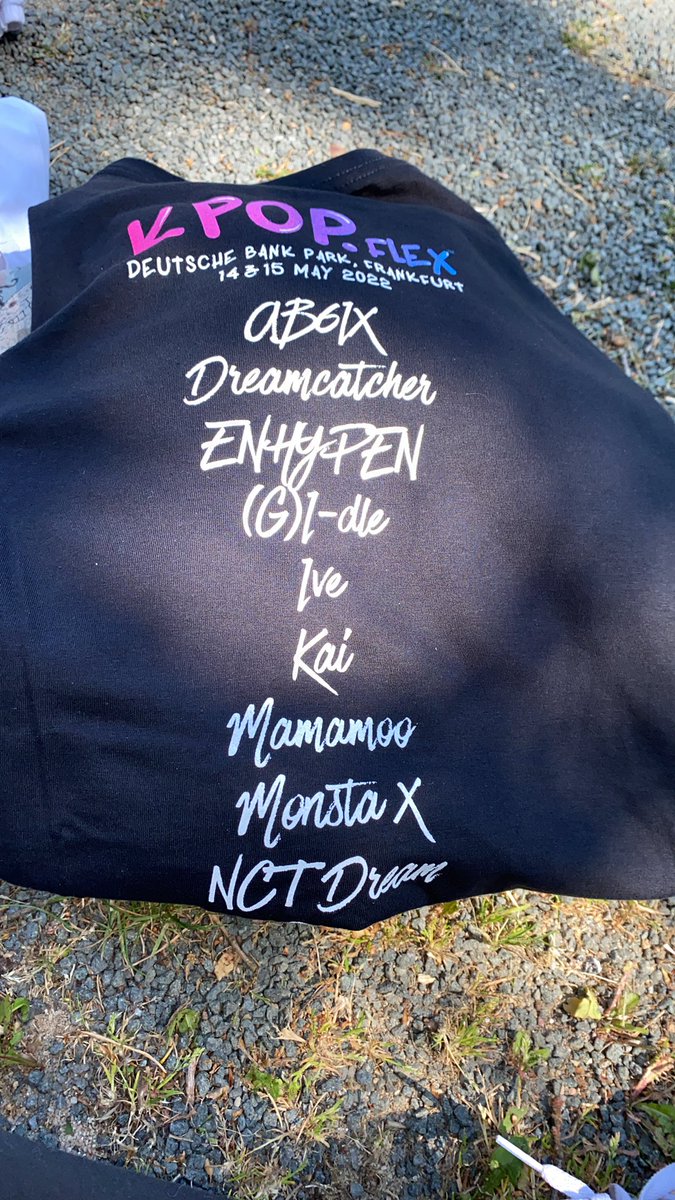 KPOP.FLEX
DEUTSCHE BANK PARK, FRANKFURT
14 & 15 MAY 2022
AB6IX
Dreamcatcher
ENHYPEN
(G)I-dle
Ive
Kai
Mamamoo
Monsta X
NCT Dream